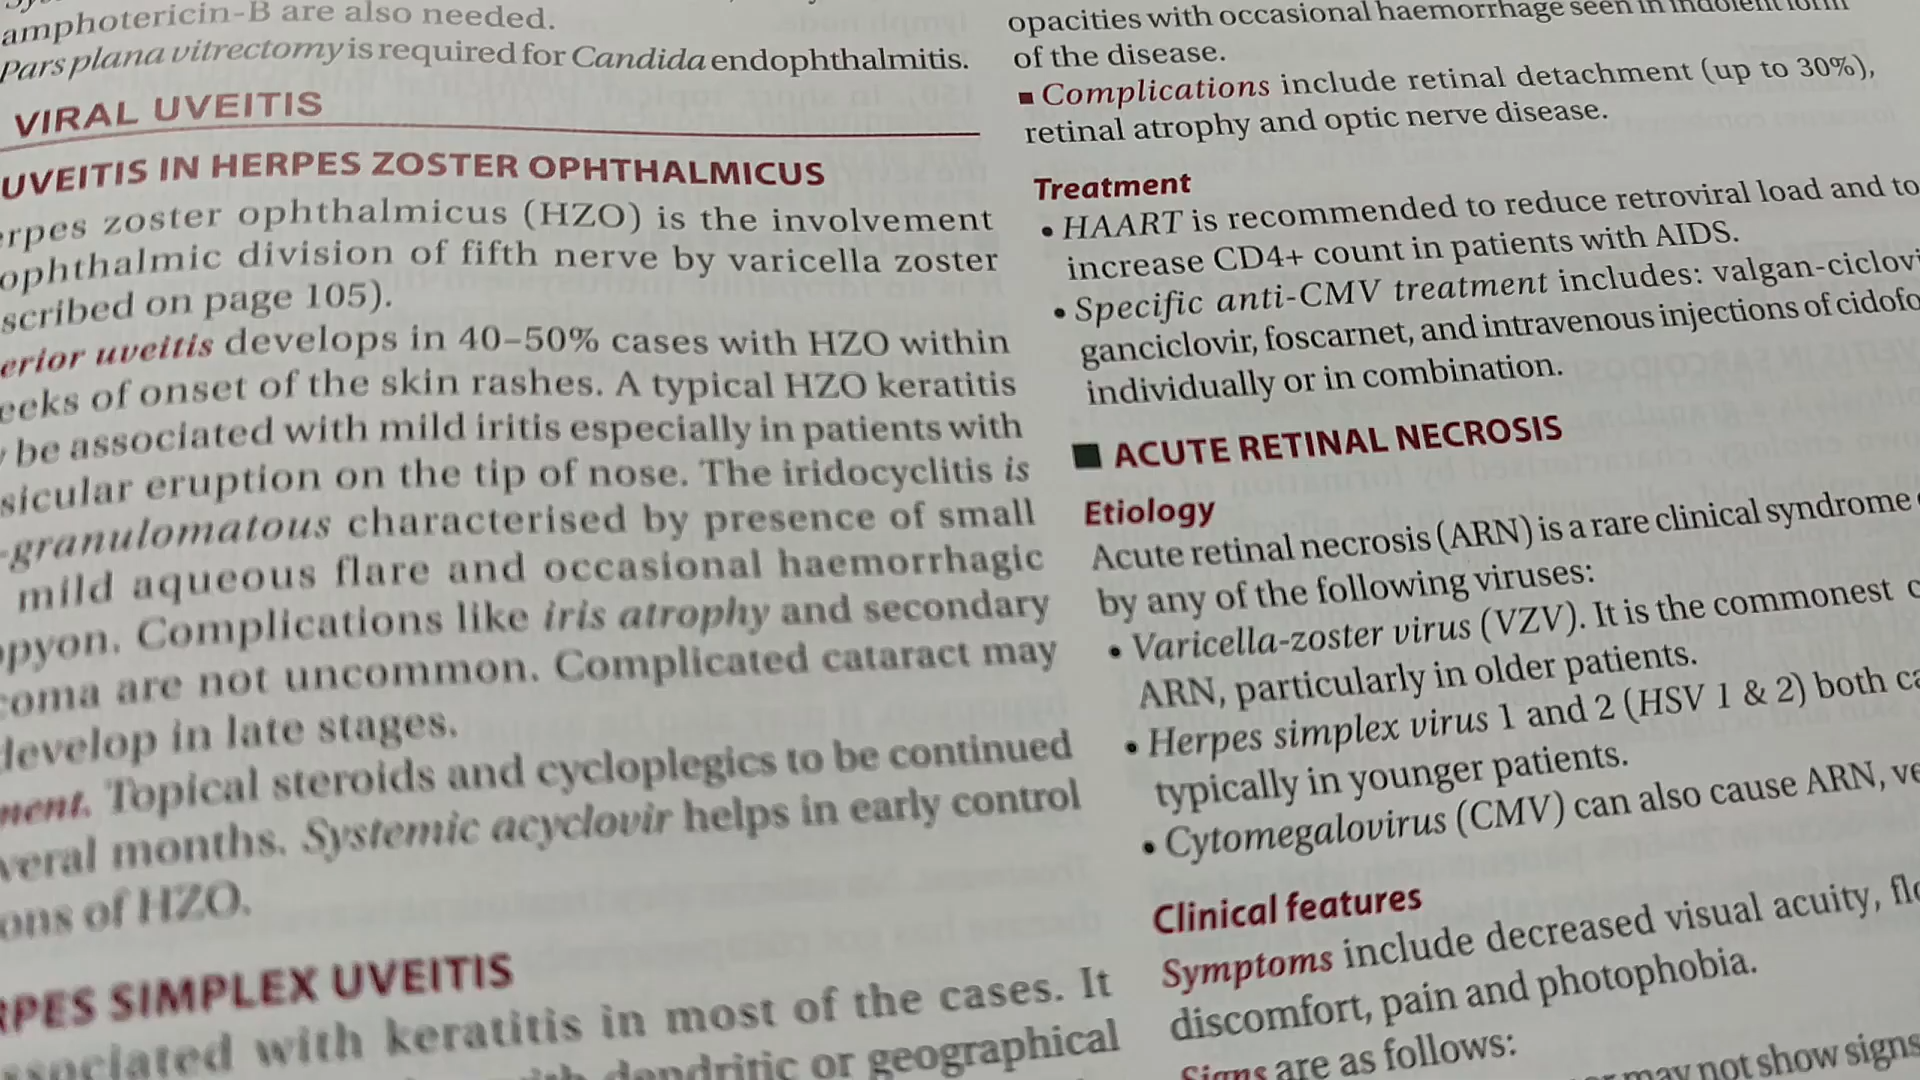 amphotericin-B are also needed.
Pars plana vitrectomy is required for Candida endophthalmitis.
VIRAL UVEITIS
UVEITIS IN HERPES ZOSTER OPHTHALMICUS
zoster ophthalmicus (HZO) is the involvement
ophthalmic division of fifth nerve by varicella zoster
on page 105).
uveitis develops in 40–50% cases with HZO within
of onset of the skin rashes. A typical HZO keratitis
be associated with mild iritis especially in patients with
eruption on the tip of nose. The iridocyclitis is
-granulomatous characterised by presence of small
mild aqueous flare and occasional haemorrhagic
Complications like iris atrophy and secondary
are not uncommon. Complicated cataract may
develop in late stages.
Topical steroids and cycloplegics to be continued
months. Systemic acyclovir helps in early control
of HZO.
SIMPLEX UVEITIS
with keratitis in most of the cases. It
dendritic or geographical
opacities with occasional haemorrhage seen in indolent form
of the disease.
▪ Complications include retinal detachment (up to 30%),
retinal atrophy and optic nerve disease.
Treatment
• HAART is recommended to reduce retroviral load and to
increase CD4+ count in patients with AIDS.
• Specific anti-CMV treatment includes: valgan-ciclovi
ganciclovir, foscarnet, and intravenous injections of cidofo
individually or in combination.
■ ACUTE RETINAL NECROSIS
Etiology
Acute retinal necrosis (ARN) is a rare clinical syndrome
by any of the following viruses:
• Varicella-zoster virus (VZV). It is the commonest
ARN, particularly in older patients.
• Herpes simplex virus 1 and 2 (HSV 1 & 2) both
typically in younger patients.
• Cytomegalovirus (CMV) can also cause ARN,
Clinical features
Symptoms include decreased visual acuity,
discomfort, pain and photophobia.
Signs are as follows:
may not show signs